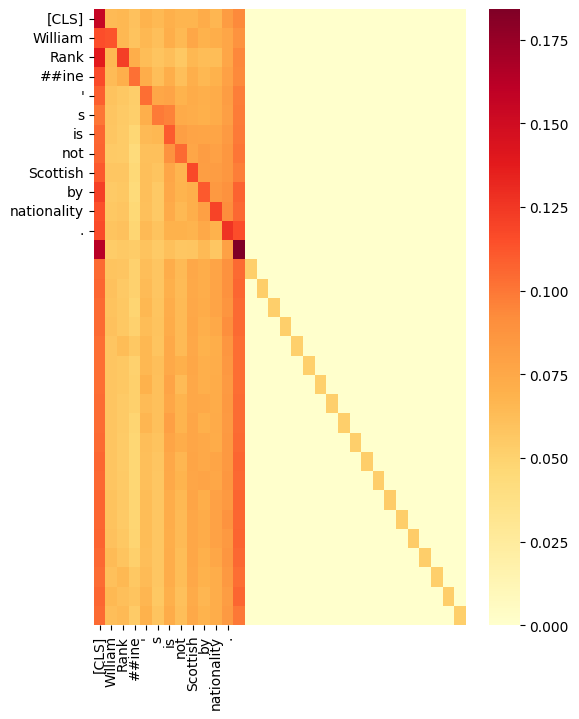 [CLS]
William
Rank
##ine
'
s
is
not
Scottish
by
nationality
.
0.175
0.150
0.125
0.100
0.075
0.050
0.025
0.000
[CLS]
William
Rank
##ine
'
s
is
not
Scottish
by
nationality
.